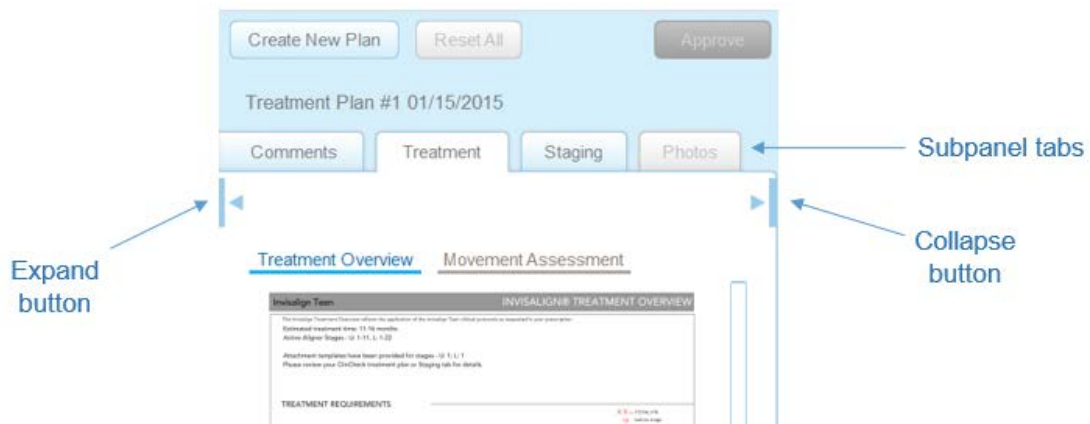 Create New Plan
Reset All
Approve
Treatment Plan #1 01/15/2015
Comments
Treatment
Staging
Photos
Subpanel tabs
Expand
button
Collapse
button
Treatment Overview
Movement Assessment
Invisalign Teen
INVISALIGN® TREATMENT OVERVIEW
Estimated treatment time: 11-16 months
Active Aligner Stages - U: 1-11, L: 1-22
Attachment templates have been provided for stages - U: 1; L: 1
Please review your ClinCheck treatment plan or Staging tab for details.
TREATMENT REQUIREMENTS